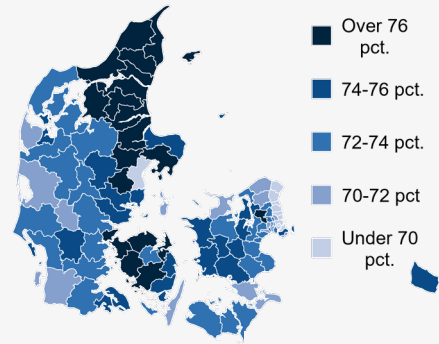 Over 76
pct.
74-76 pct.
72-74 pct.
70-72 pct
Under 70
pct.